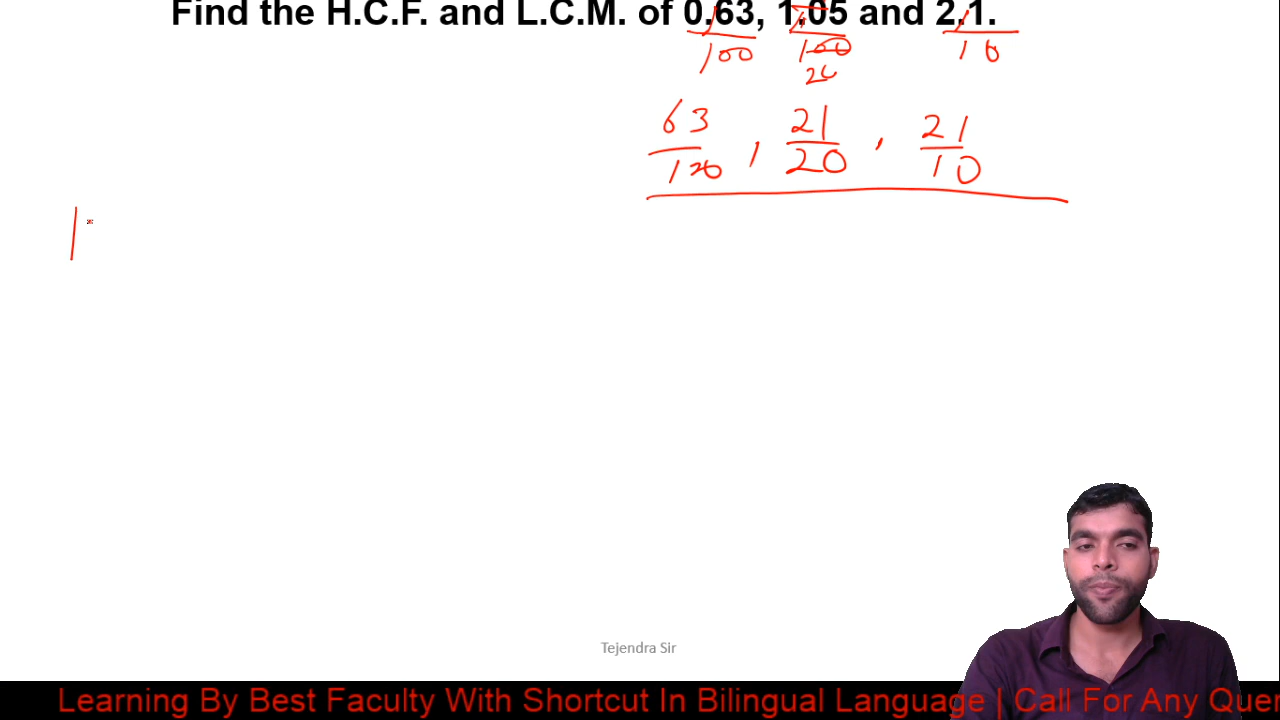 Find the H.C.F. and L.C.M. of 0.63, 1.05 and 2.1.
100 100 10
20
63 21 21
100 , 20 , 10
Tejendra Sir
Learning By Best Faculty With Shortcut In Bilingual Language | Call For Any Quer